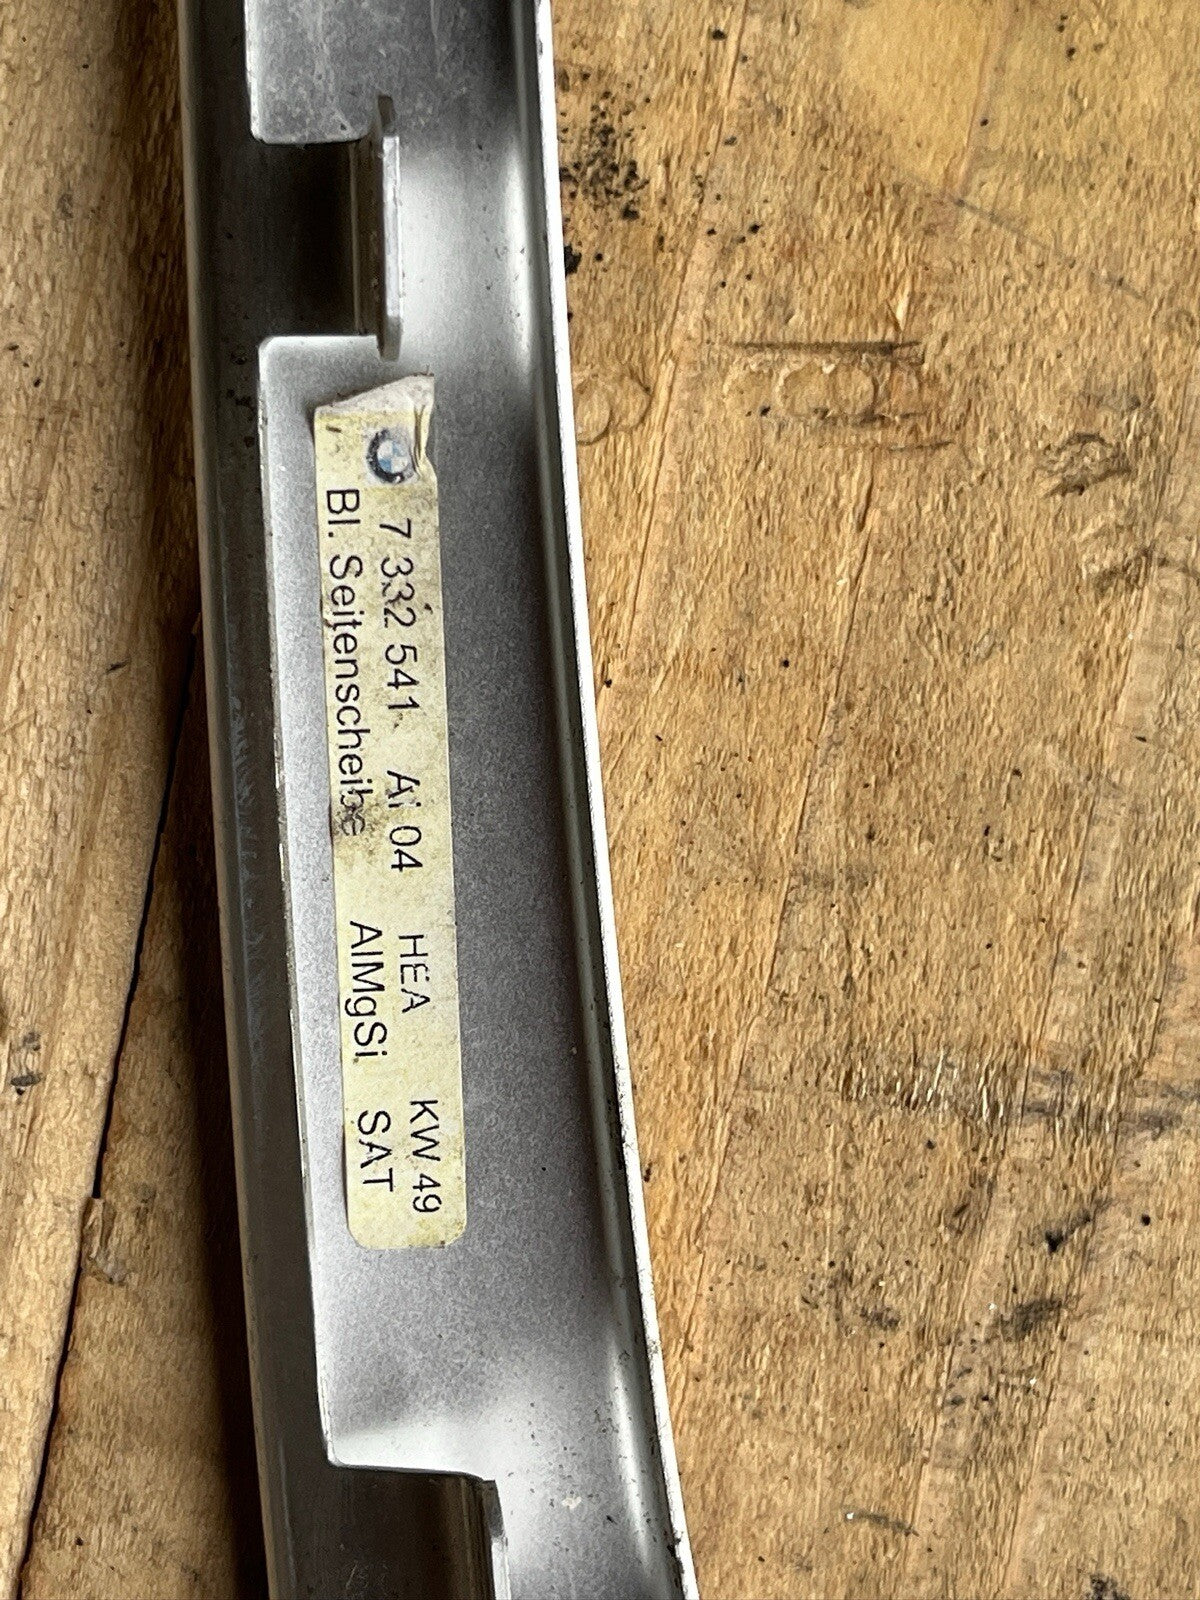 7 332 541 Ai 04 HEA KW 49
Bl. Seitenscheibe AlMgSi SAT